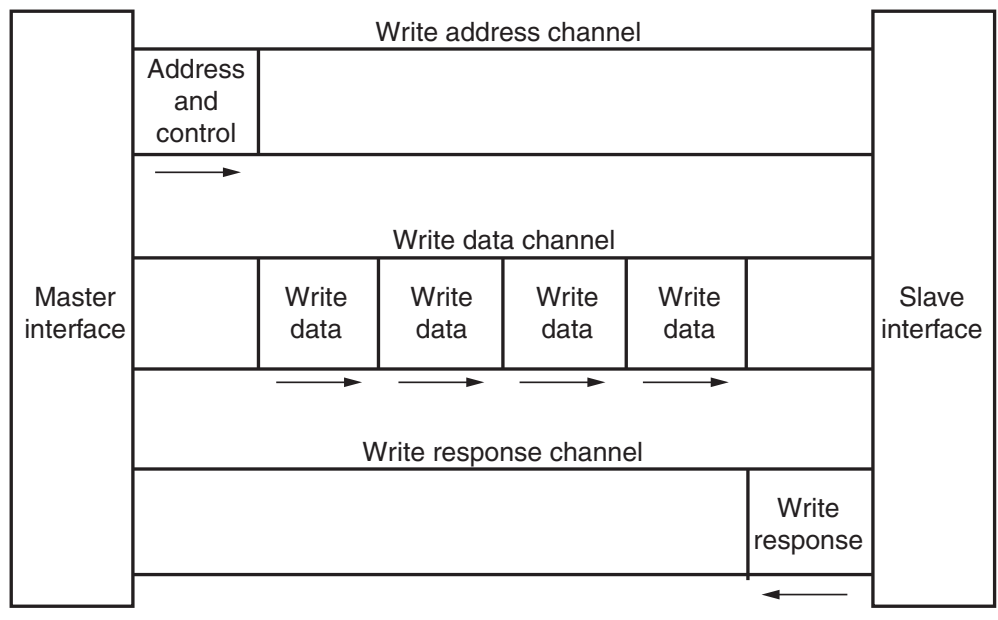 Write address channel
Address
and
control
Write data channel
Master
interface
Write
data
Write
data
Write
data
Write
data
Slave
interface
Write response channel
Write
response